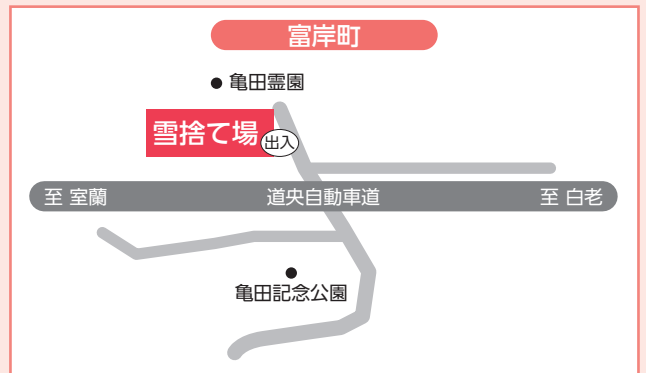 富岸町
亀田霊園
雪捨て場
出入
至 室蘭
道央自動車道
至 白老
亀田記念公園